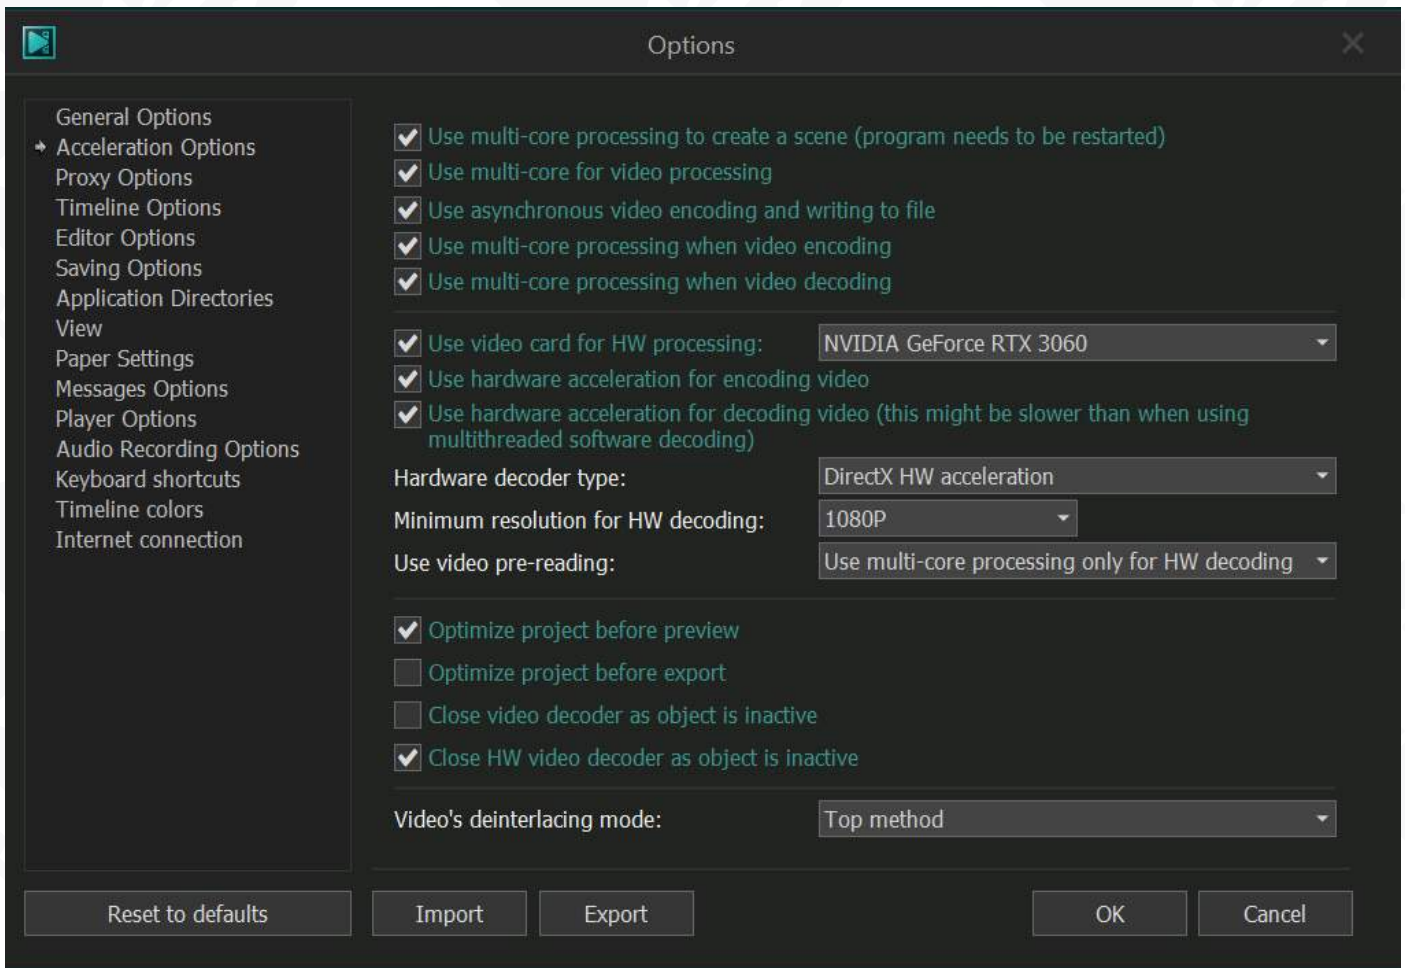 Options
General Options
Acceleration Options
Proxy Options
Timeline Options
Editor Options
Saving Options
Application Directories
View
Paper Settings
Messages Options
Player Options
Audio Recording Options
Keyboard shortcuts
Timeline colors
Internet connection
Use multi-core processing to create a scene (program needs to be restarted)
Use multi-core for video processing
Use asynchronous video encoding and writing to file
Use multi-core processing when video encoding
Use multi-core processing when video decoding
Use video card for HW processing: NVIDIA GeForce RTX 3060
Use hardware acceleration for encoding video
Use hardware acceleration for decoding video (this might be slower than when using
multithreaded software decoding)
Hardware decoder type: DirectX HW acceleration
Minimum resolution for HW decoding: 1080P
Use video pre-reading: Use multi-core processing only for HW decoding
Optimize project before preview
Optimize project before export
Close video decoder as object is inactive
Close HW video decoder as object is inactive
Video's deinterlacing mode: Top method
Reset to defaults Import Export OK Cancel